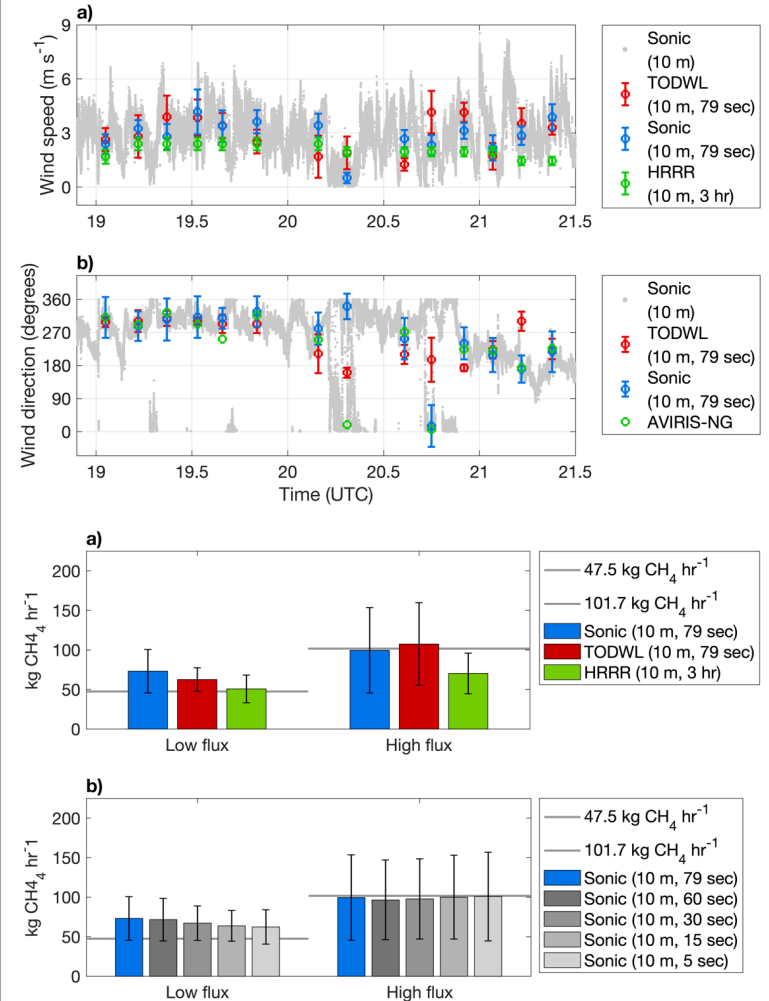 a)
Wind speed (m s⁻¹)
9
6
3
0
19
19.5
20
20.5
21
21.5
Sonic
(10 m)
TODWL
(10 m, 79 sec)
Sonic
(10 m, 79 sec)
HRRR
(10 m, 3 hr)
b)
Wind direction (degrees)
360
270
180
90
0
19
19.5
20
20.5
21
21.5
Time (UTC)
Sonic
(10 m)
TODWL
(10 m, 79 sec)
Sonic
(10 m, 79 sec)
AVIRIS-NG
a)
kg CH4₄ hr⁻1
200
150
100
50
0
Low flux
High flux
47.5 kg CH₄ hr⁻¹
101.7 kg CH₄ hr⁻¹
Sonic (10 m, 79 sec)
TODWL (10 m, 79 sec)
HRRR (10 m, 3 hr)
b)
kg CH4₄ hr⁻1
200
150
100
50
0
Low flux
High flux
47.5 kg CH₄ hr⁻¹
101.7 kg CH₄ hr⁻¹
Sonic (10 m, 79 sec)
Sonic (10 m, 60 sec)
Sonic (10 m, 30 sec)
Sonic (10 m, 15 sec)
Sonic (10 m, 5 sec)